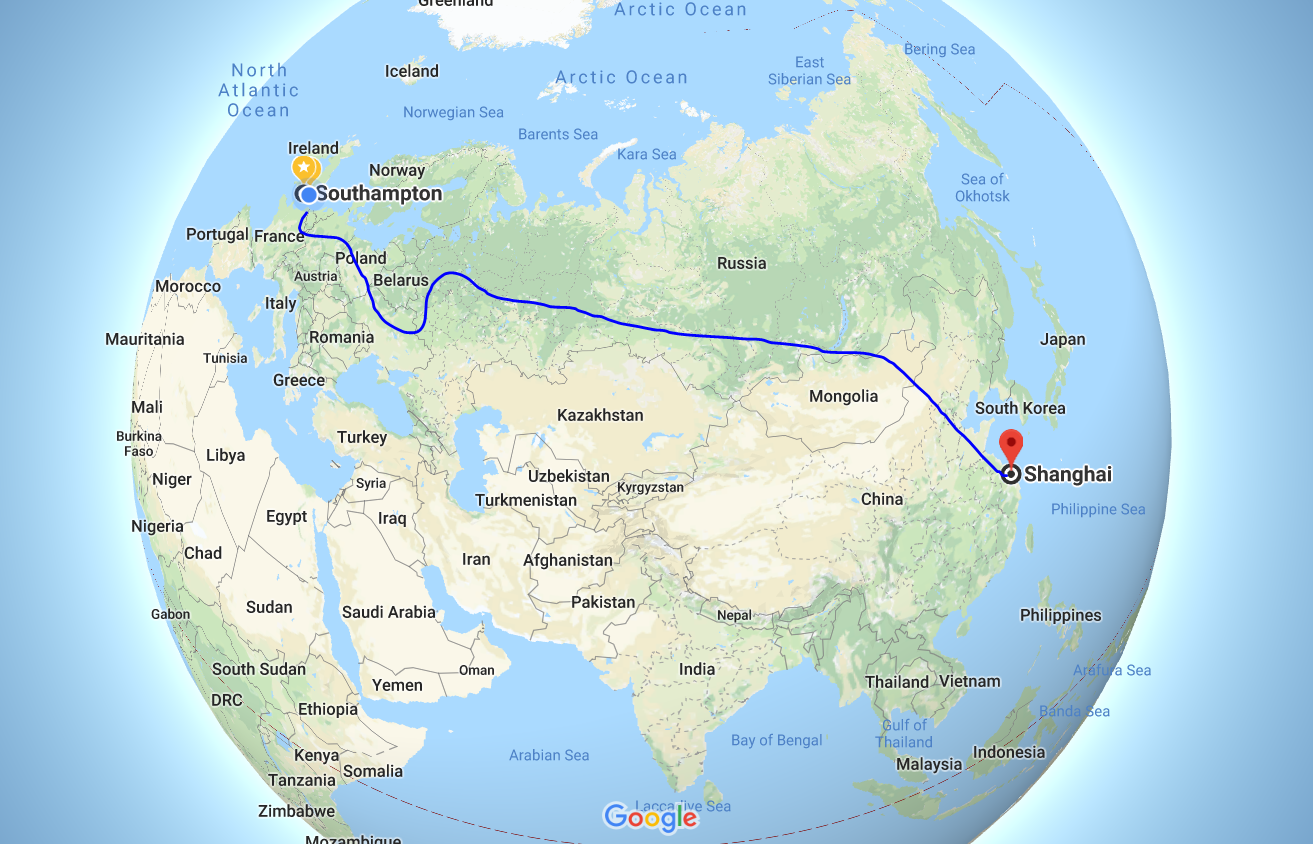 Greenland
Arctic Ocean
Bering Sea
East
Siberian Sea
Iceland
Arctic Ocean
North
Atlantic
Ocean
Norwegian Sea
Barents Sea
Kara Sea
Ireland
Norway
Southampton
Sea of
Okhotsk
Portugal
France
Poland
Russia
Austria
Belarus
Morocco
Italy
Mauritania
Tunisia
Romania
Japan
Greece
Mongolia
Mali
South Korea
Kazakhstan
Burkina
Faso
Turkey
Libya
Niger
Syria
Uzbekistan
Kyrgyzstan
Shanghai
Turkmenistan
China
Philippine Sea
Nigeria
Egypt
Iraq
Chad
Iran
Afghanistan
Pakistan
Gabon
Sudan
Saudi Arabia
Nepal
Philippines
South Sudan
Oman
India
Arafura Sea
Yemen
Thailand
Vietnam
DRC
Ethiopia
Banda Sea
Gulf of
Thailand
Bay of Bengal
Arabian Sea
Kenya
Somalia
Indonesia
Malaysia
Tanzania
Laccadive Sea
Zimbabwe
Google
Mozambique